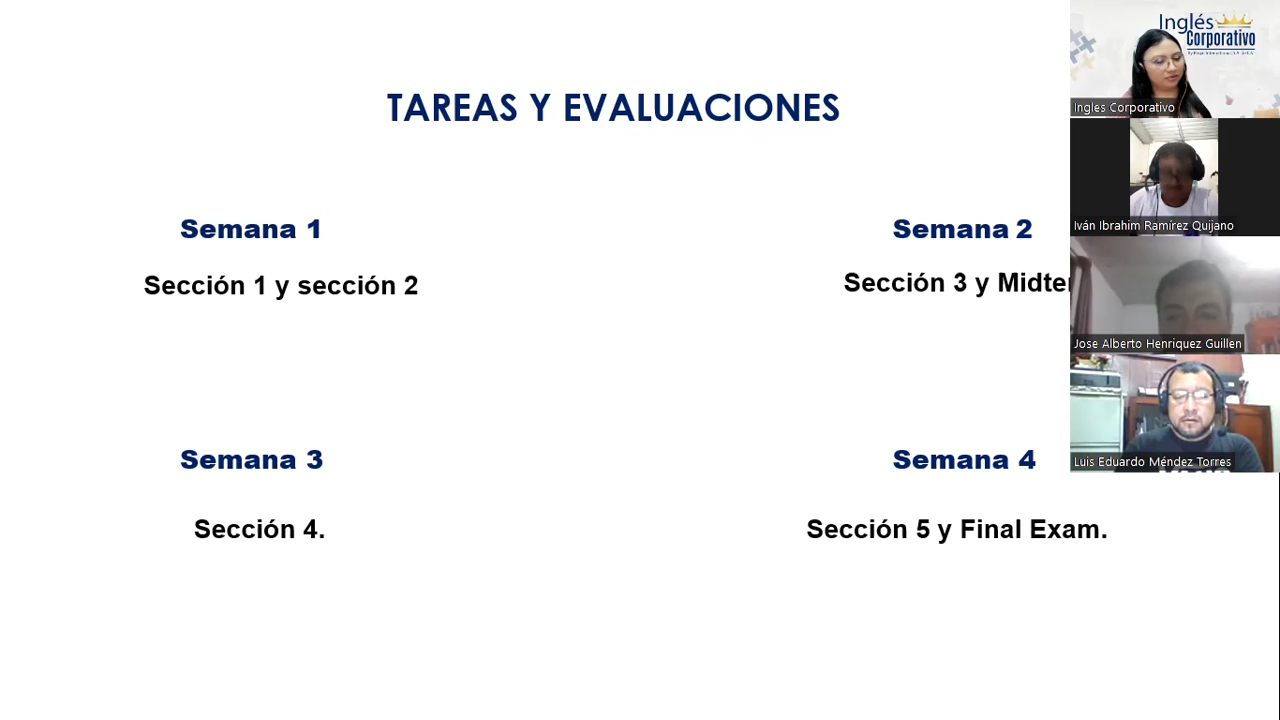 TAREAS Y EVALUACIONES
Semana 1
Sección 1 y sección 2
Semana 2
Sección 3 y
Semana 3
Sección 4.
Semana 4
Sección 5 y Final Exam.
Inglés
Corporativo
Ingles Corporativo
Iván Ibrahim Ramírez Quijano
Jose Alberto Henriquez Guillen
Luis Eduardo Méndez Torres